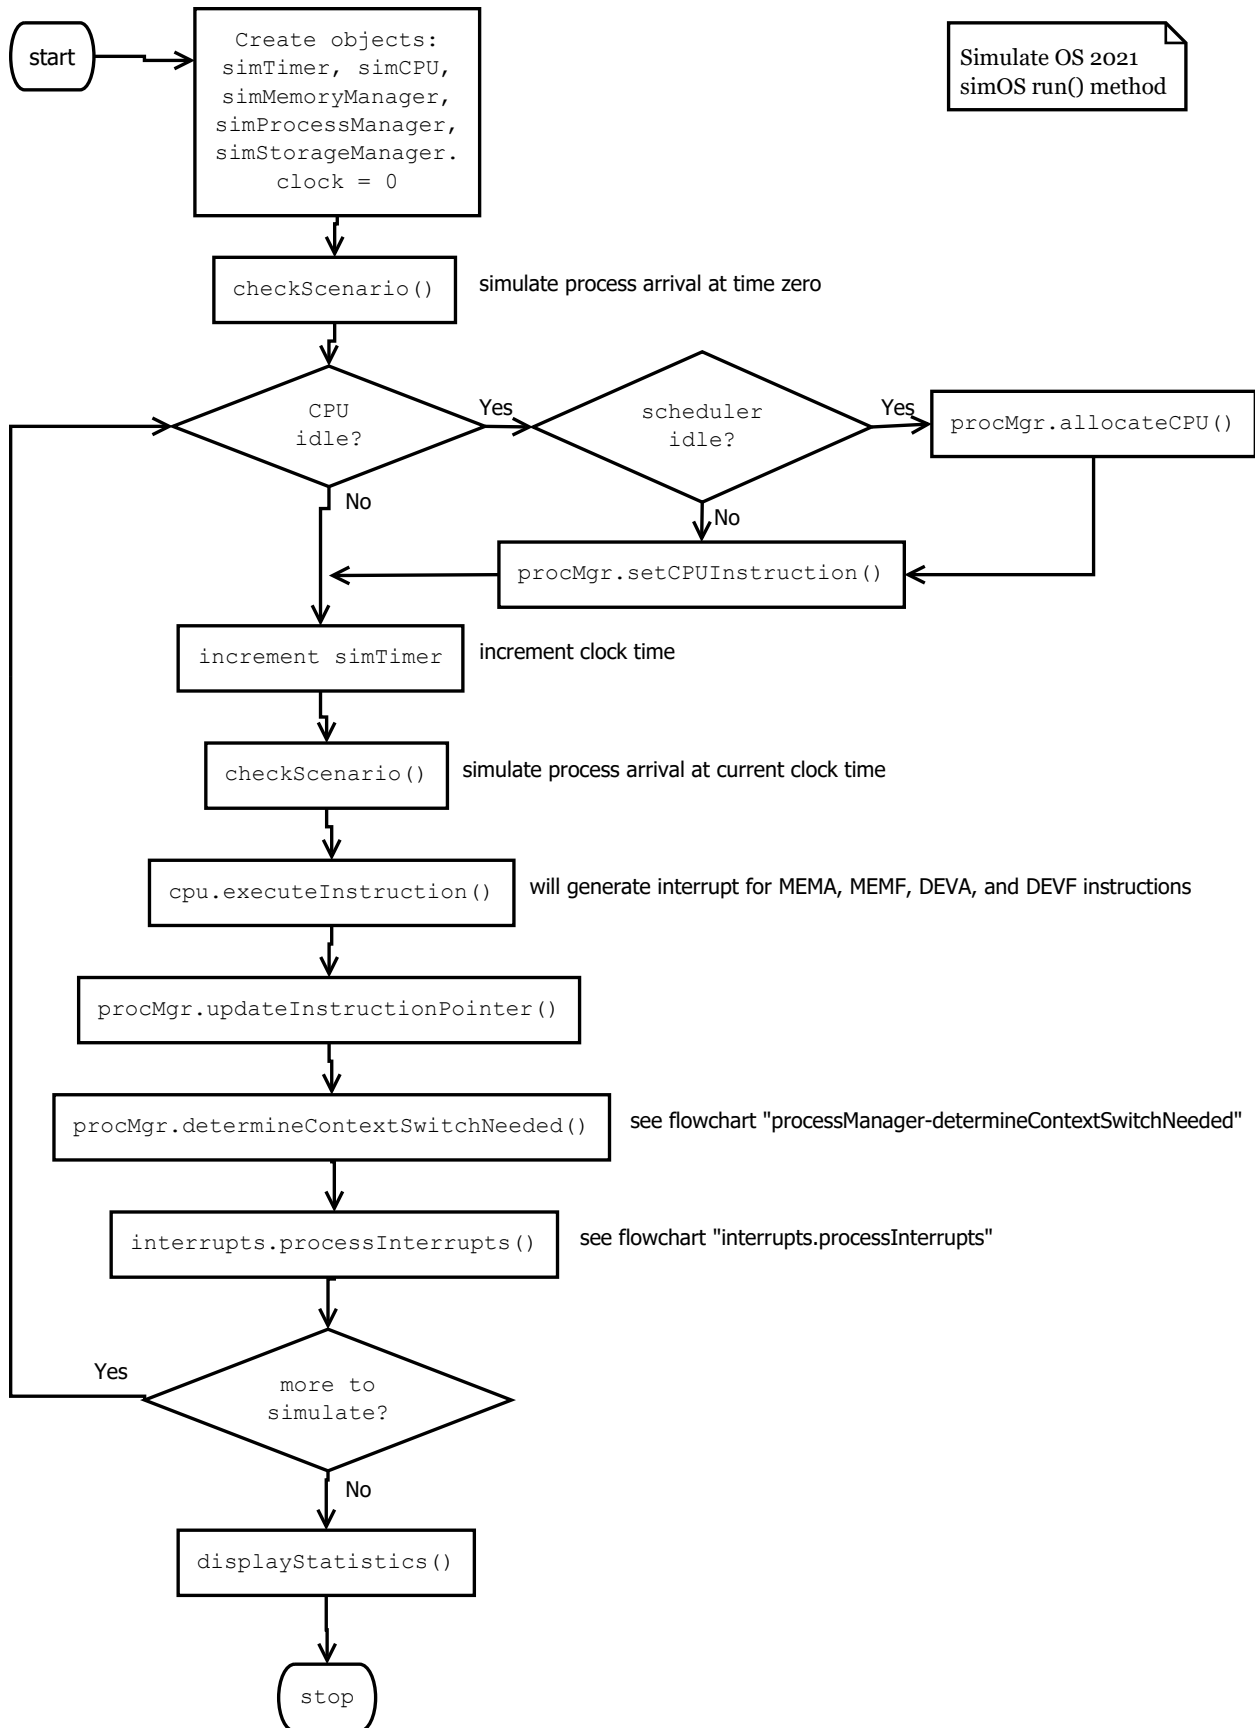 start
Create objects:
simTimer, simCPU,
simMemoryManager,
simProcessManager,
simStorageManager.
clock = 0
Simulate OS 2021
simOS run() method
checkScenario()
simulate process arrival at time zero
CPU
idle?
Yes
scheduler
idle?
Yes
procMgr.allocateCPU()
No
No
procMgr.setCPUInstruction()
increment simTimer
increment clock time
checkScenario()
simulate process arrival at current clock time
cpu.executeInstruction()
will generate interrupt for MEMA, MEMF, DEVA, and DEVF instructions
procMgr.updateInstructionPointer()
procMgr.determineContextSwitchNeeded()
see flowchart "processManager-determineContextSwitchNeeded"
interrupts.processInterrupts()
see flowchart "interrupts.processInterrupts"
Yes
more to
simulate?
No
displayStatistics()
stop